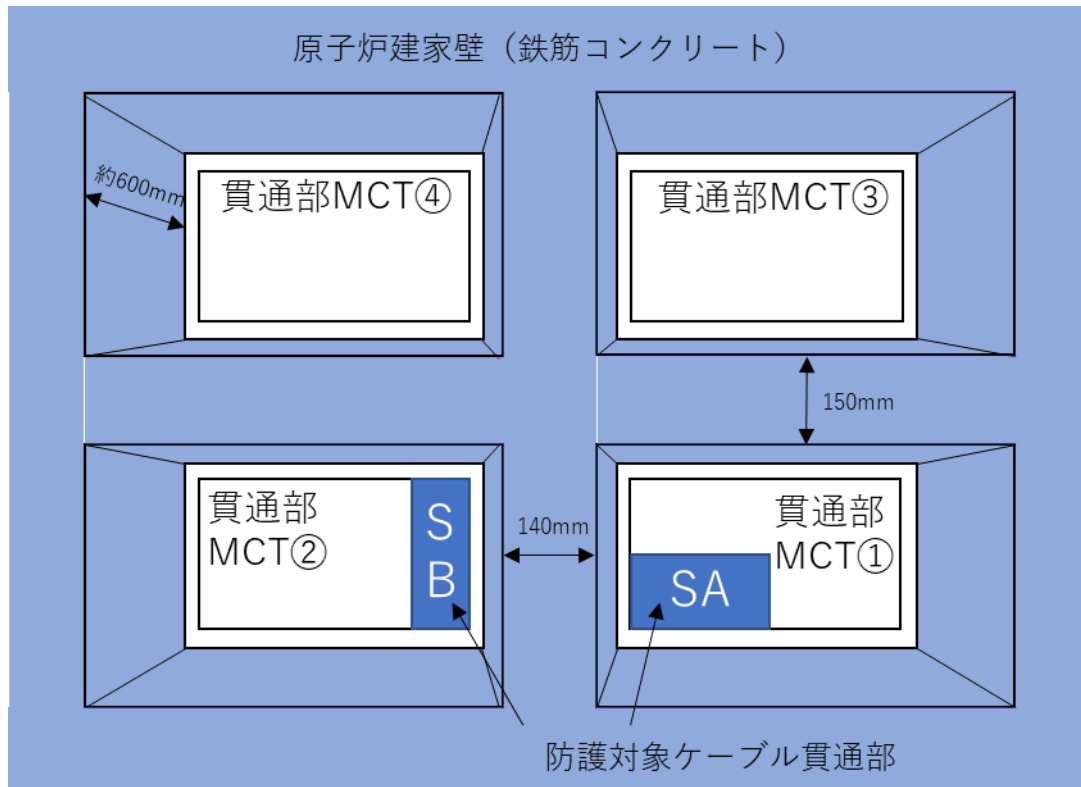 原子炉建家壁（鉄筋コンクリート）
約600mm
貫通部MCT④
貫通部MCT③
150mm
貫通部
MCT②
S
B
140mm
貫通部
MCT①
SA
防護対象ケーブル貫通部